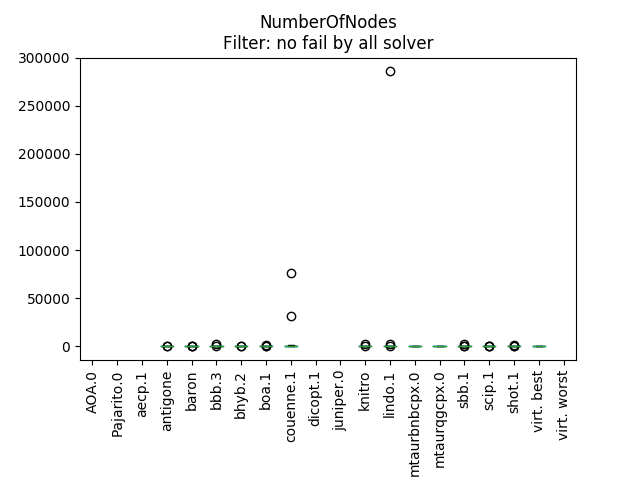 NumberOfNodes
Filter: no fail by all solver
300000
250000
200000
150000
100000
50000
0
AOA.0
Pajarito.0
aecp.1
antigone
baron
bbb.3
bhyb.2
boa.1
couenne.1
dicopt.1
juniper.0
knitro
lindo.1
mtaurbnbcpx.0
mtaurqgcpx.0
sbb.1
scip.1
shot.1
virt. best
virt. worst